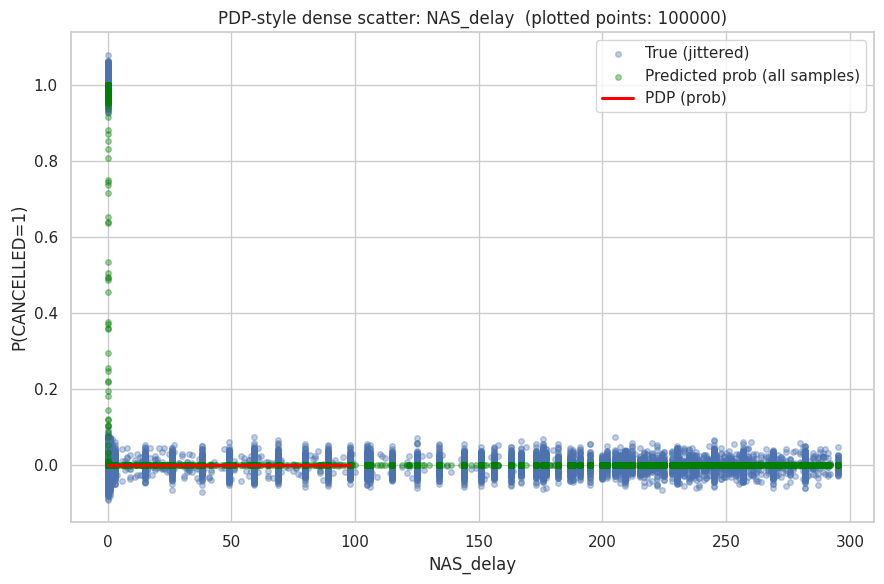 PDP-style dense scatter: NAS_delay  (plotted points: 100000)
True (jittered)
Predicted prob (all samples)
PDP (prob)
P(CANCELLED=1)
1.0
0.8
0.6
0.4
0.2
0.0
0
50
100
150
200
250
300
NAS_delay